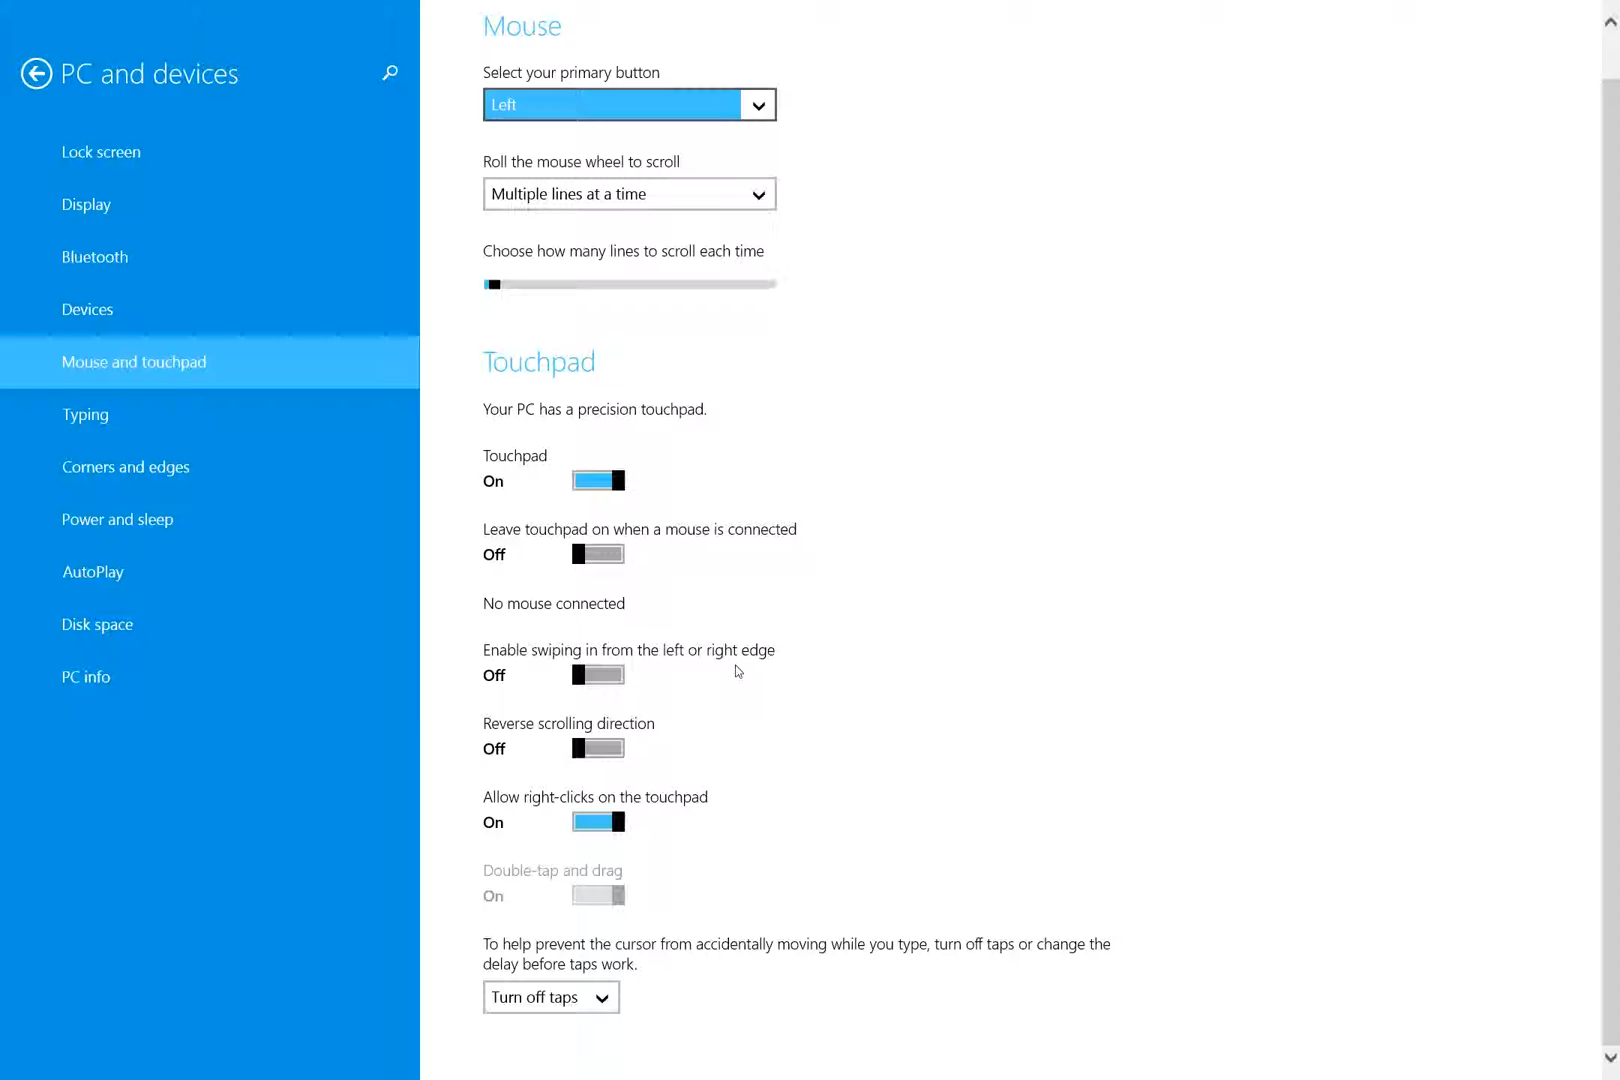 PC and devices
Lock screen
Display
Bluetooth
Devices
Mouse and touchpad
Typing
Corners and edges
Power and sleep
AutoPlay
Disk space
PC info
Mouse
Select your primary button
Left
Roll the mouse wheel to scroll
Multiple lines at a time
Choose how many lines to scroll each time
Touchpad
Your PC has a precision touchpad.
Touchpad
On
Leave touchpad on when a mouse is connected
Off
No mouse connected
Enable swiping in from the left or right edge
Off
Reverse scrolling direction
Off
Allow right-clicks on the touchpad
On
Double-tap and drag
On
To help prevent the cursor from accidentally moving while you type, turn off taps or change the
delay before taps work.
Turn off taps